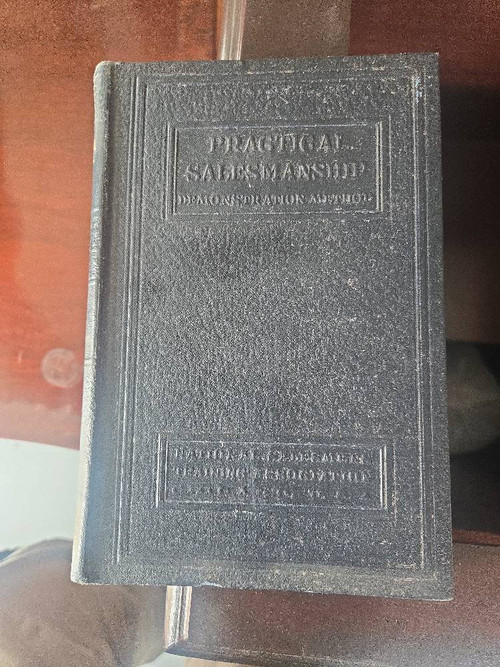 PRACTICAL
SALESMANSHIP
DEMONSTRATION METHOD
NATIONAL SALESMEN'S
TRAINING ASSOCIATION